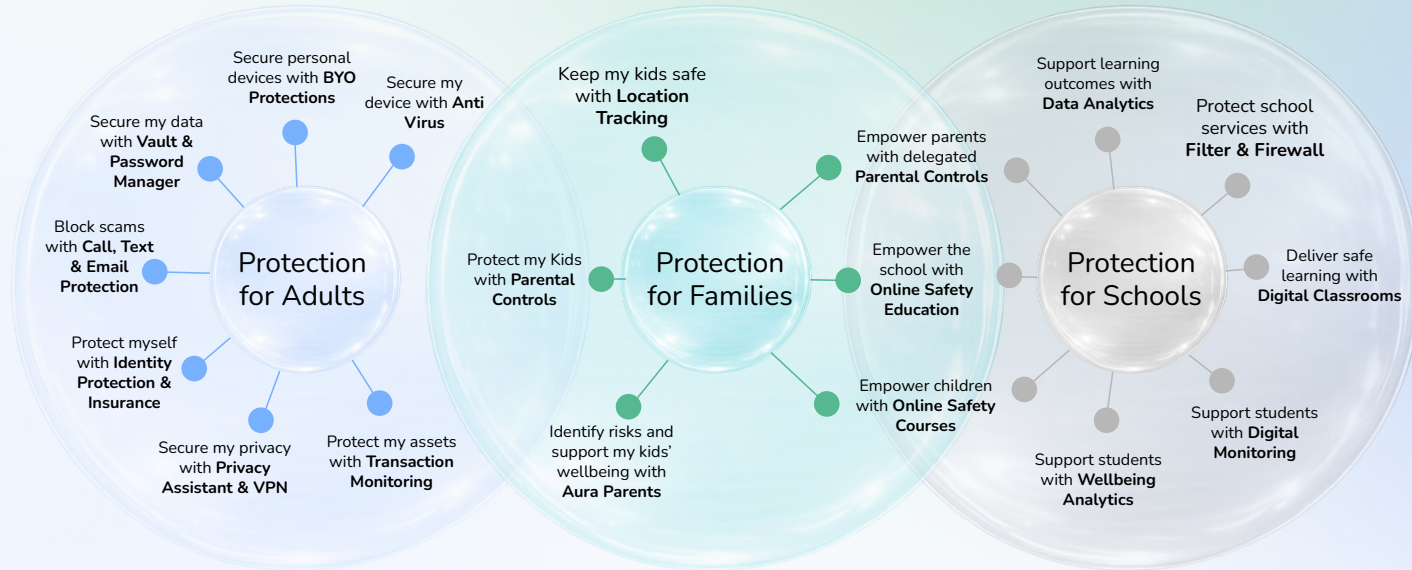 Secure personal
devices with BYO
Protections
Secure my
device with Anti
Virus
Secure my data
with Vault &
Password
Manager
Block scams
with Call, Text
& Email
Protection
Protect myself
with Identity
Protection &
Insurance
Secure my privacy
with Privacy
Assistant & VPN
Protect my assets
with Transaction
Monitoring
Protection
for Adults
Keep my kids safe
with Location
Tracking
Protect my Kids
with Parental
Controls
Identify risks and
support my kids’
wellbeing with
Aura Parents
Protection
for Families
Empower parents
with delegated
Parental Controls
Empower the
school with
Online Safety
Education
Empower children
with Online Safety
Courses
Support learning
outcomes with
Data Analytics
Protect school
services with
Filter & Firewall
Protection
for Schools
Deliver safe
learning with
Digital Classrooms
Support students
with Digital
Monitoring
Support students
with Wellbeing
Analytics